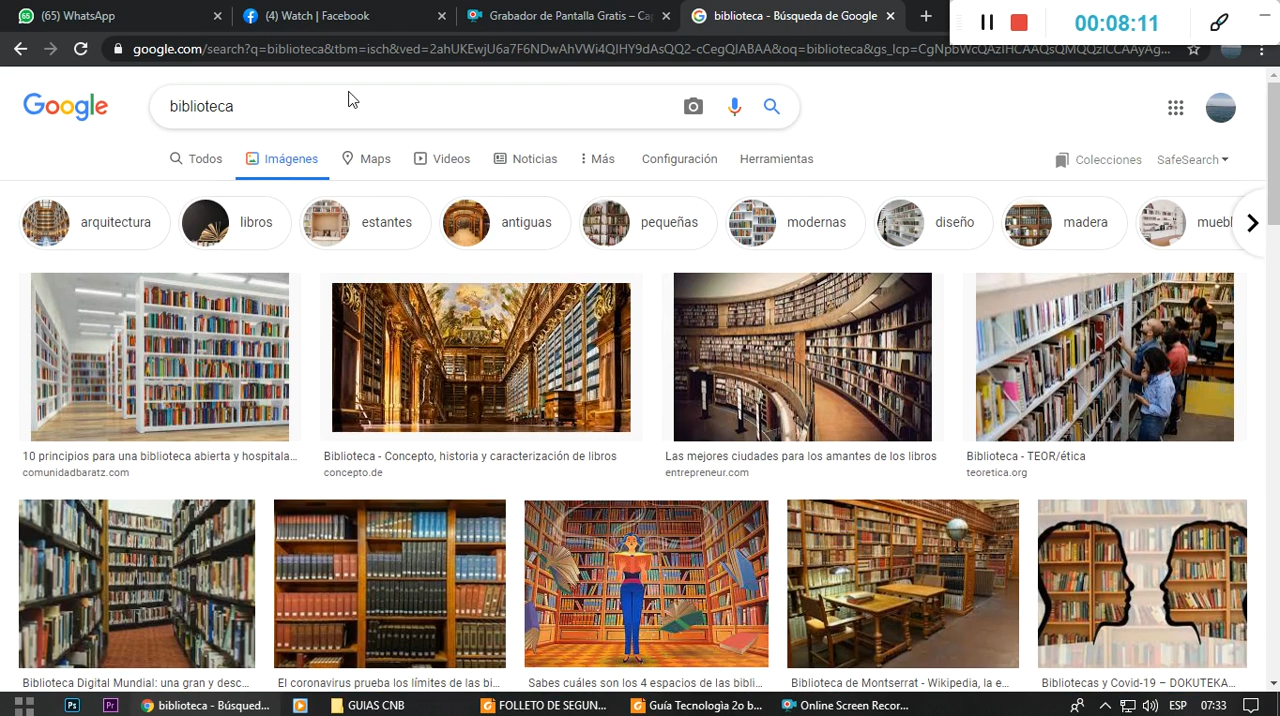 (65) WhatsApp
(4) Watch | Facebook
Grabador de Pantalla Gratis – Ca
biblioteca - Búsqueda de Google
00:08:11
google.com/search?q=biblioteca&tbm=isch&ved=2ahUKEwjU6a7F6NDwAhVWi4QIHY9dAsQQ2-cCegQIABAA&oq=biblioteca&gs_lcp=CgNpbWcQAzIHCAAQsQMQQzICCAAyAg...
Google
biblioteca
Todos
Imágenes
Maps
Videos
Noticias
Más
Configuración
Herramientas
Colecciones
SafeSearch
arquitectura
libros
estantes
antiguas
pequeñas
modernas
diseño
madera
muebl
10 principios para una biblioteca abierta y hospitala...
comunidadbaratz.com
Biblioteca - Concepto, historia y caracterización de libros
concepto.de
Las mejores ciudades para los amantes de los libros
entrepreneur.com
Biblioteca - TEOR/ética
teoretica.org
Biblioteca Digital Mundial: una gran y desc...
El coronavirus prueba los límites de las bi...
Sabes cuáles son los 4 espacios de las bibli...
Biblioteca de Montserrat - Wikipedia, la e...
Bibliotecas y Covid-19 – DOKUTEKA...
Ps
Pr
biblioteca - Búsqued...
GUIAS CNB
FOLLETO DE SEGUN...
Guía Tecnologìa 2o b...
Online Screen Recor...
ESP
07:33